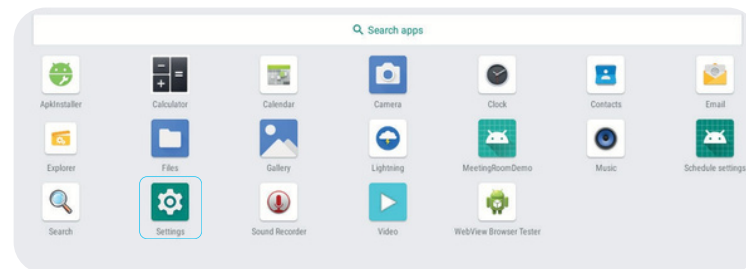 Search apps
ApkInstaller Calculator Calendar Camera Clock Contacts Email
Explorer Files Gallery Lightning MeetingRoomDemo Music Schedule settings
Search Settings Sound Recorder Video WebView Browser Tester